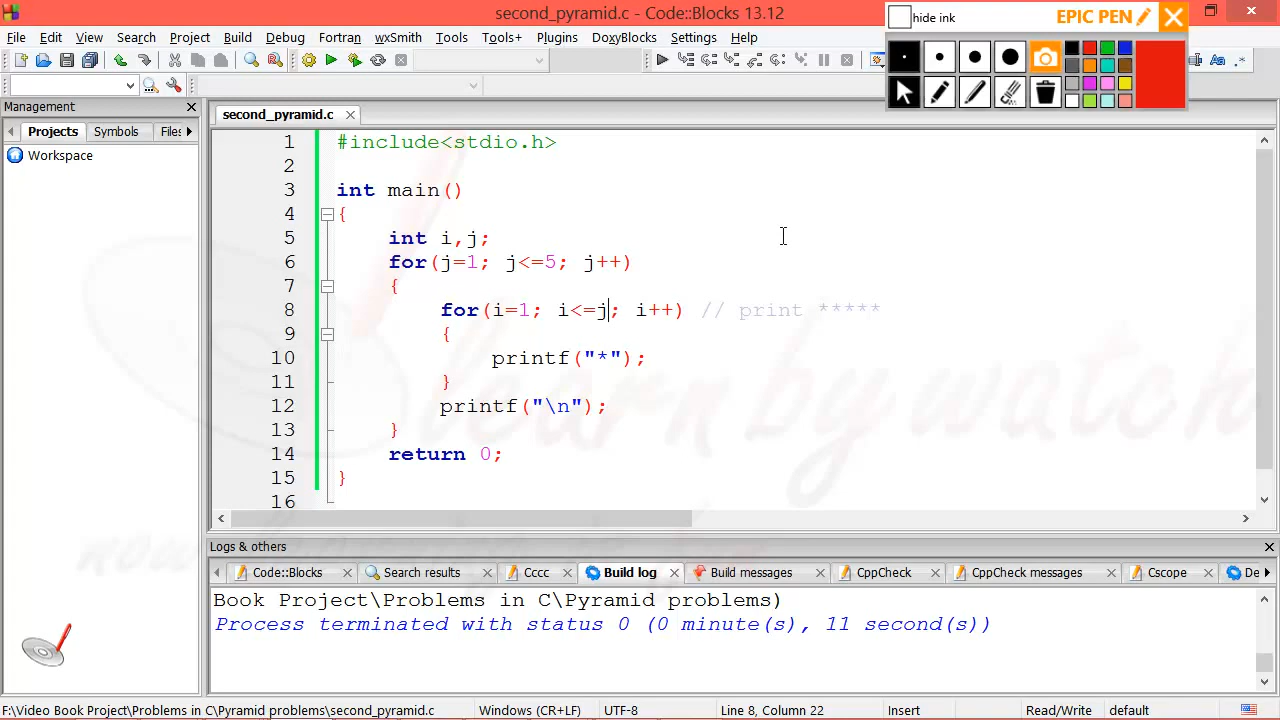 second_pyramid.c - Code::Blocks 13.12
hide ink
EPIC PEN
File Edit View Search Project Build Debug Fortran wxSmith Tools Tools+ Plugins DoxyBlocks Settings Help
Management
Projects Symbols Files
Workspace
second_pyramid.c
1 #include<stdio.h>
2
3 int main()
4 {
5 int i,j;
6 for(j=1; j<=5; j++)
7 {
8 for(i=1; i<=j; i++) // print *****
9 {
10 printf("*");
11 }
12 printf("\n");
13 }
14 return 0;
15 }
16
learn by watch
Logs & others
Code::Blocks Search results Cccc Build log Build messages CppCheck CppCheck messages Cscope De
Book Project\Problems in C\Pyramid problems)
Process terminated with status 0 (0 minute(s), 11 second(s))
F:\Video Book Project\Problems in C\Pyramid problems\second_pyramid.c Windows (CR+LF) UTF-8 Line 8, Column 22 Insert Read/Write default